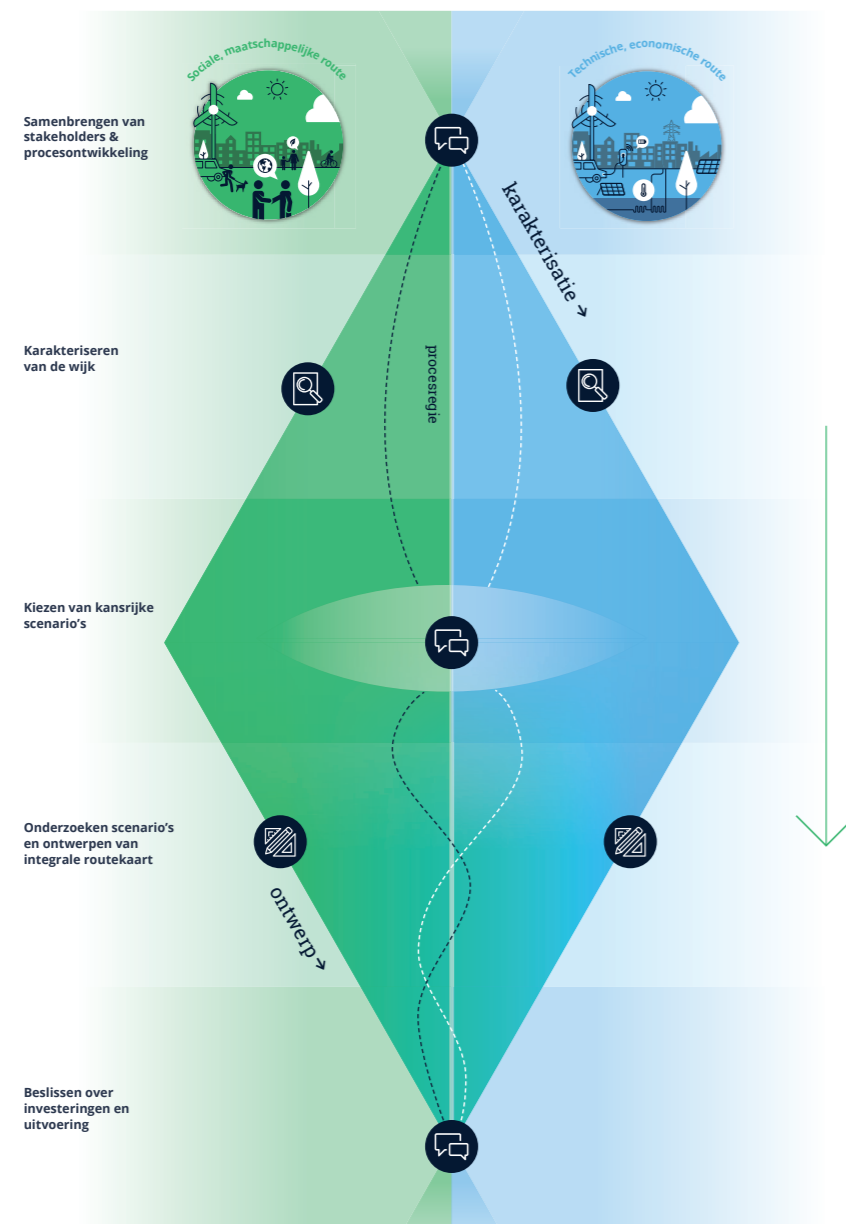 Sociale, maatschappelijke route
Technische, economische route
Samenbrengen van
stakeholders &
procesontwikkeling
karakterisatie →
Karakteriseren
van de wijk
procesregie
Kiezen van kansrijke
scenario’s
Onderzoeken scenario’s
en ontwerpen van
integrale routekaart
ontwerp →
Beslissen over
investeringen en
uitvoering